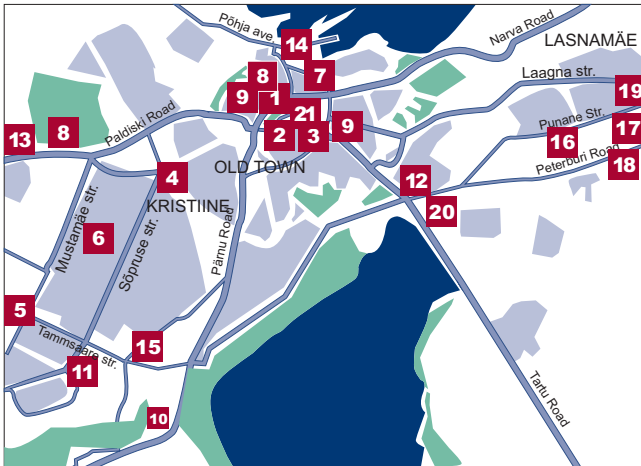 Põhja ave
14
Narva Road
LASNAMÄE
8
7
Laagna str.
9
1
19
21
Punane Str.
17
13
8
Paldiski Road
2
3
9
16
Peterburi Road
18
4
OLD TOWN
12
KRISTIINE
20
Mustamäe str.
6
Sõpruse str.
Pärnu Road
5
Tammsaare str.
15
11
Tartu Road
10